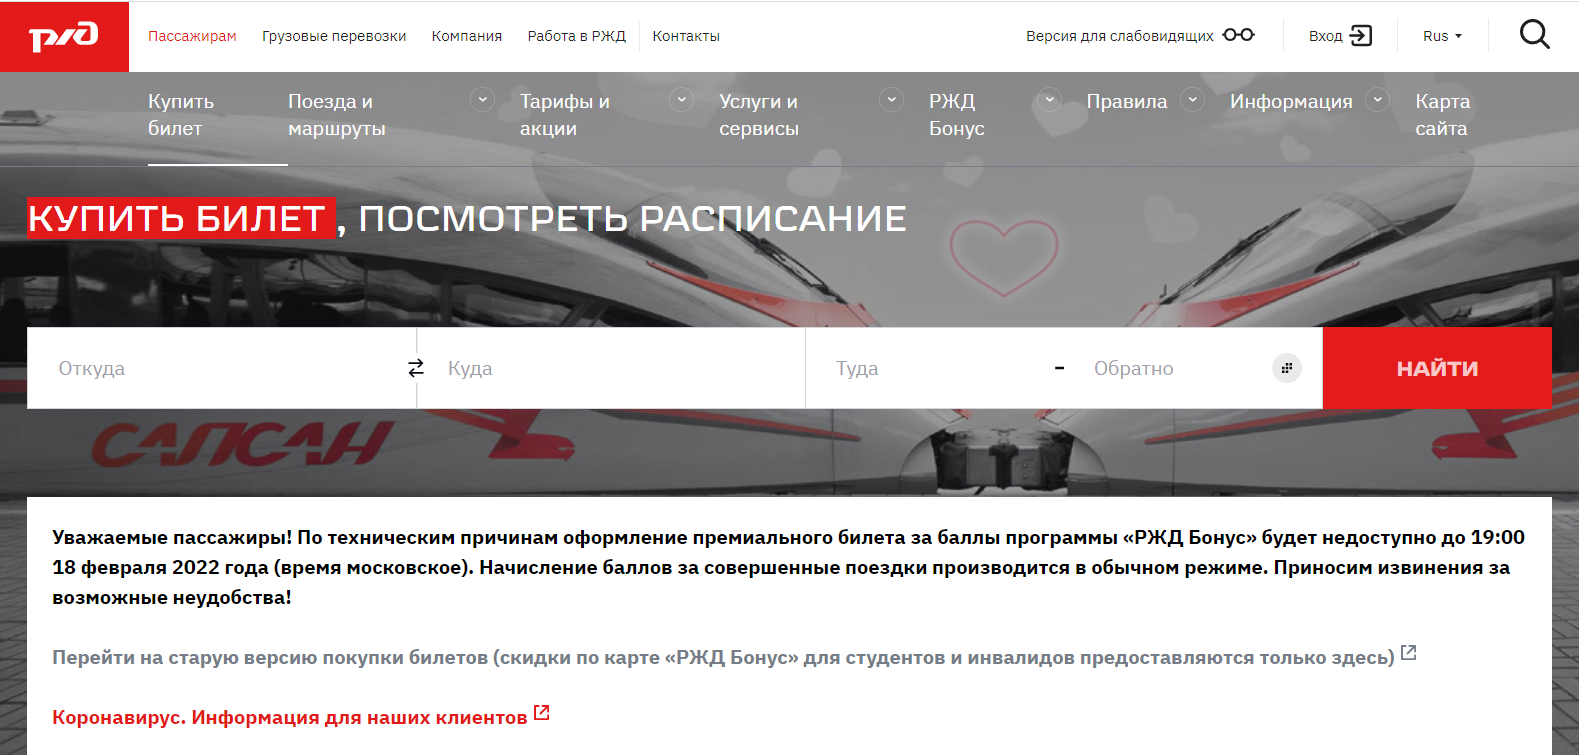 РЖД
Пассажирам Грузовые перевозки Компания Работа в РЖД Контакты Версия для слабовидящих Вход Rus
Купить билет Поезда и маршруты Тарифы и акции Услуги и сервисы РЖД Бонус Правила Информация Карта сайта
КУПИТЬ БИЛЕТ , ПОСМОТРЕТЬ РАСПИСАНИЕ
Откуда Куда Туда - Обратно НАЙТИ
САПСАН
Уважаемые пассажиры! По техническим причинам оформление премиального билета за баллы программы «РЖД Бонус» будет недоступно до 19:00
18 февраля 2022 года (время московское). Начисление баллов за совершенные поездки производится в обычном режиме. Приносим извинения за
возможные неудобства!
Перейти на старую версию покупки билетов (скидки по карте «РЖД Бонус» для студентов и инвалидов предоставляются только здесь)
Коронавирус. Информация для наших клиентов